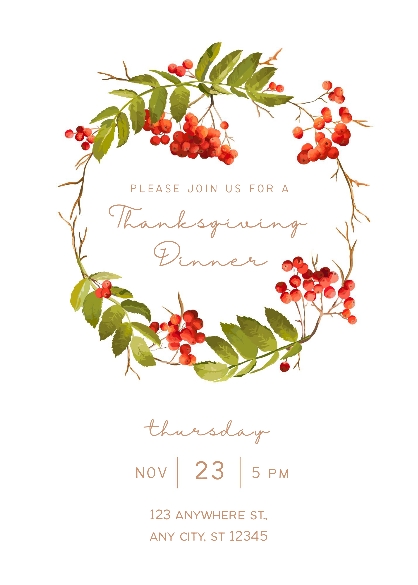 PLEASE JOIN US FOR A
Thanksgiving
Dinner
thursday
NOV | 23 | 5 PM
123 ANYWHERE ST.,
ANY CITY, ST 12345